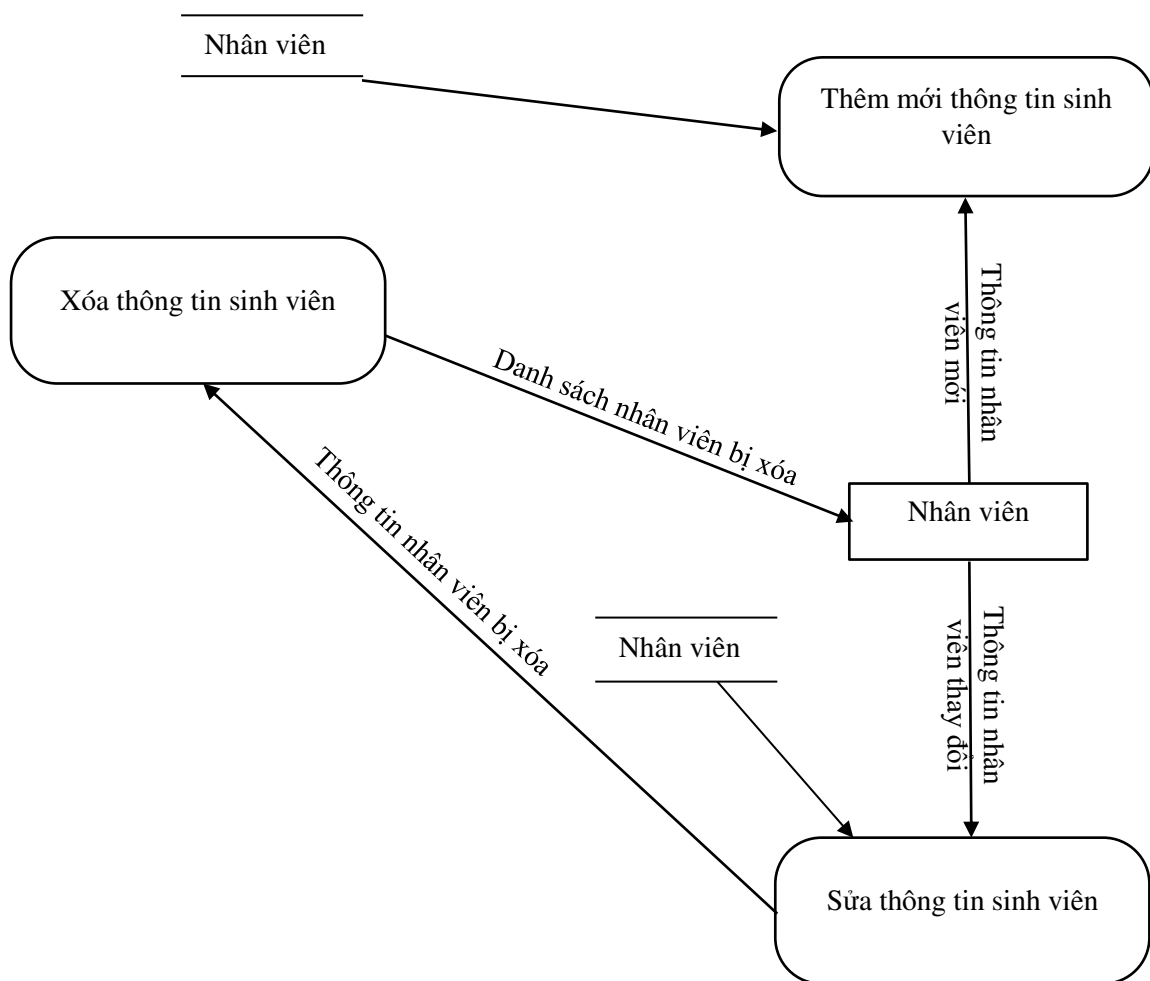 Nhân viên
Thêm mới thông tin sinh
viên
Xóa thông tin sinh viên
Thông tin nhân
viên mới
Danh sách nhân viên bị xóa
Thông tin nhân viên bị xóa
Nhân viên
Nhân viên
Thông tin nhân
viên thay đổi
Sửa thông tin sinh viên